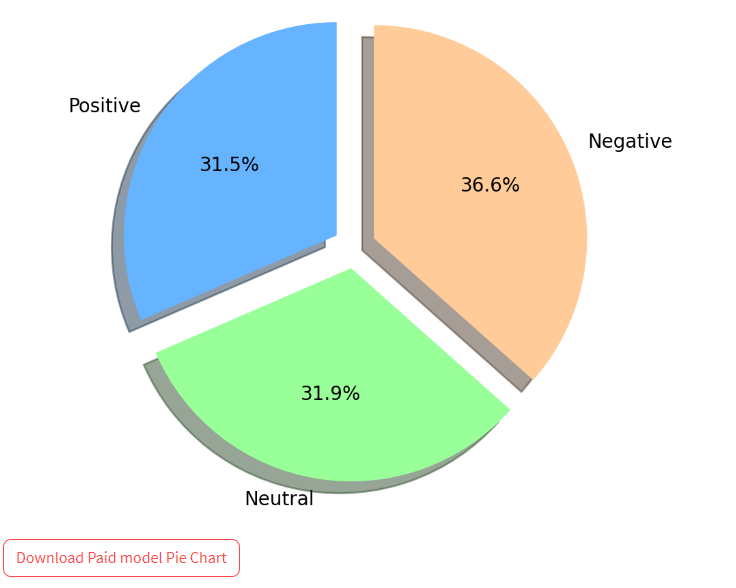 Positive
31.5%
Negative
36.6%
31.9%
Neutral
Download Paid model Pie Chart